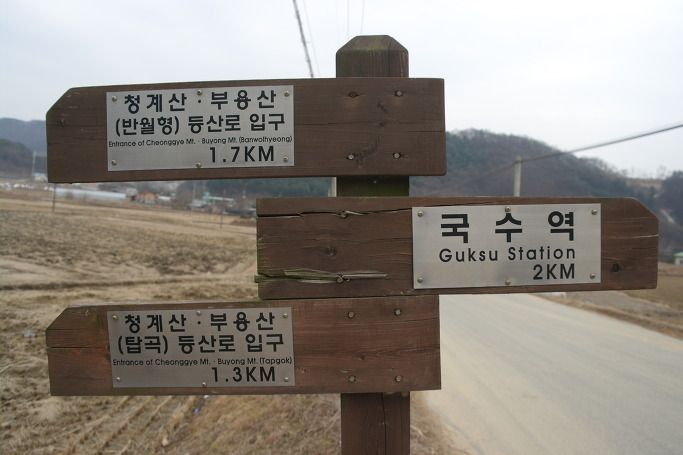 청계산 · 부용산
(반월형) 등산로 입구
Entrance of Cheonggye Mt. · Buyong Mt. (Banwolhyeong)
1.7KM
국 수 역
Guksu Station
2KM
청계산 · 부용산
(탑곡) 등산로 입구
Entrance of Cheonggye Mt. · Buyong Mt. (Tapgok)
1.3KM